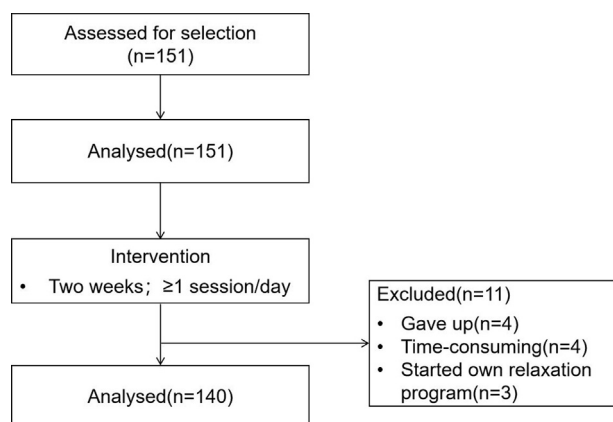 Assessed for selection
(n=151)
Analysed(n=151)
Intervention
• Two weeks；≥1 session/day
Excluded(n=11)
• Gave up(n=4)
• Time-consuming(n=4)
• Started own relaxation
program(n=3)
Analysed(n=140)